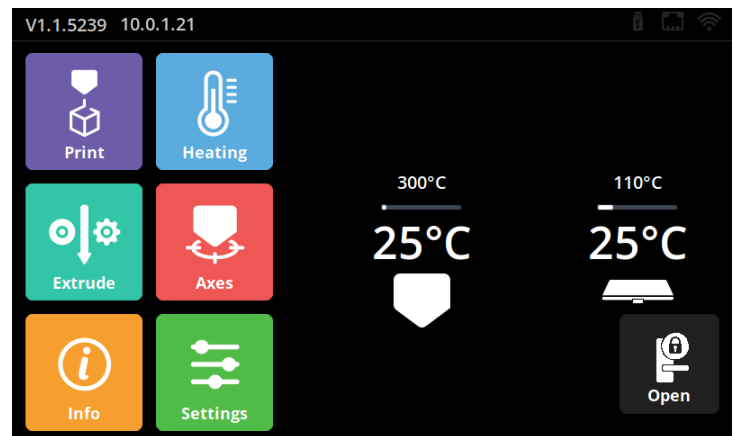 V1.1.5239 10.0.1.21
Print
Heating
300°C
110°C
25°C
25°C
Extrude
Axes
Info
Settings
Open